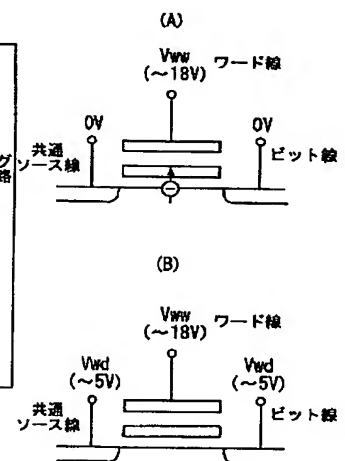 (A)
Vww
(～18V)
ワード線
0V
0V
共通
ソース線
ビット線
グ
路
(B)
Vww
(～18V)
ワード線
Vwd
(～5V)
Vwd
(～5V)
共通
ソース線
ビット線